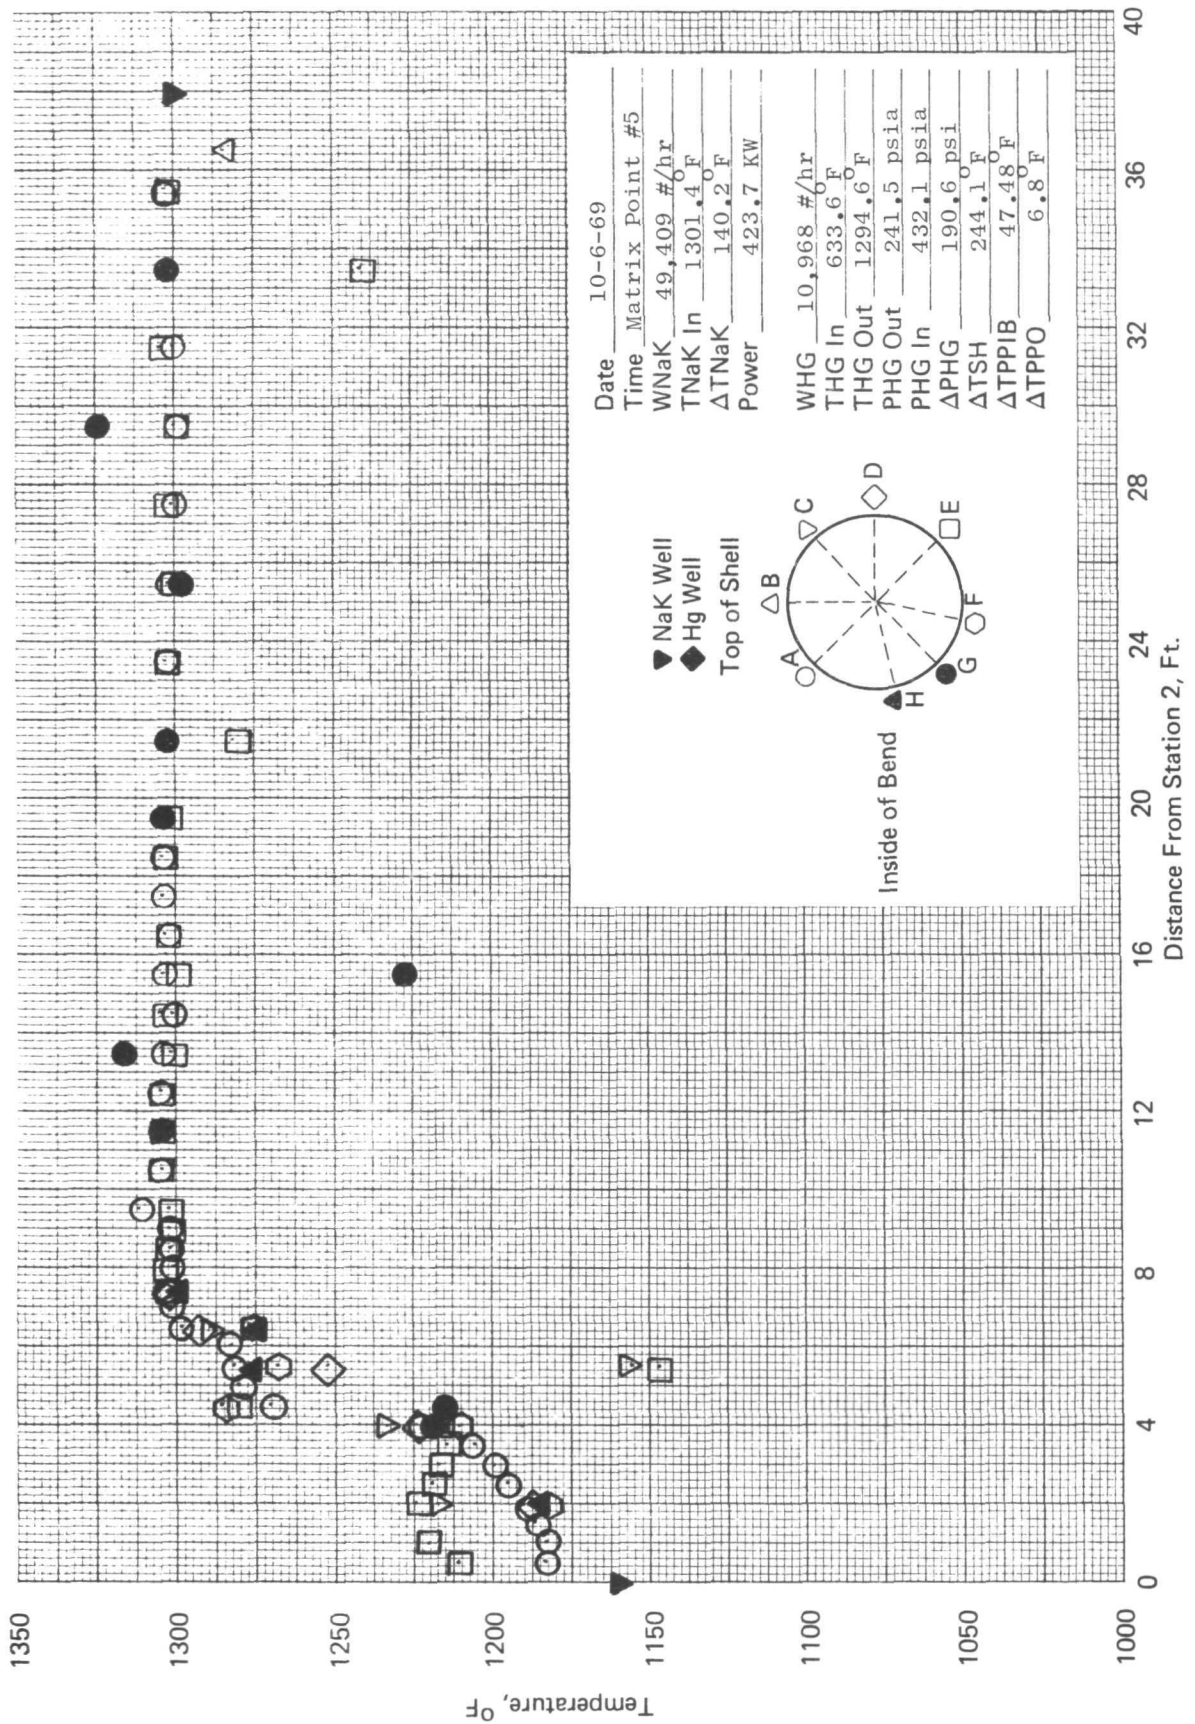 1350
1300
1250
1200
1150
1100
1050
1000
Temperature, °F
0
4
8
12
16
20
24
28
32
36
40
Distance From Station 2, Ft.
NaK Well
Hg Well
Top of Shell
A
B
C
D
E
F
G
H
Inside of Bend
Date 10-6-69
Time Matrix Point #5
WNaK 49,409 #/hr
TNaK In 1301.4°F
ΔTNaK 140.2°F
Power 423.7 KW
WHG 10,968 #/hr
THG In 633.6°F
THG Out 1294.6°F
PHG Out 241.5 psia
PHG In 432.1 psia
ΔPHG 190.6 psi
ΔTSH 244.1°F
ΔTPPIB 47.48°F
ΔTPPO 6.8°F